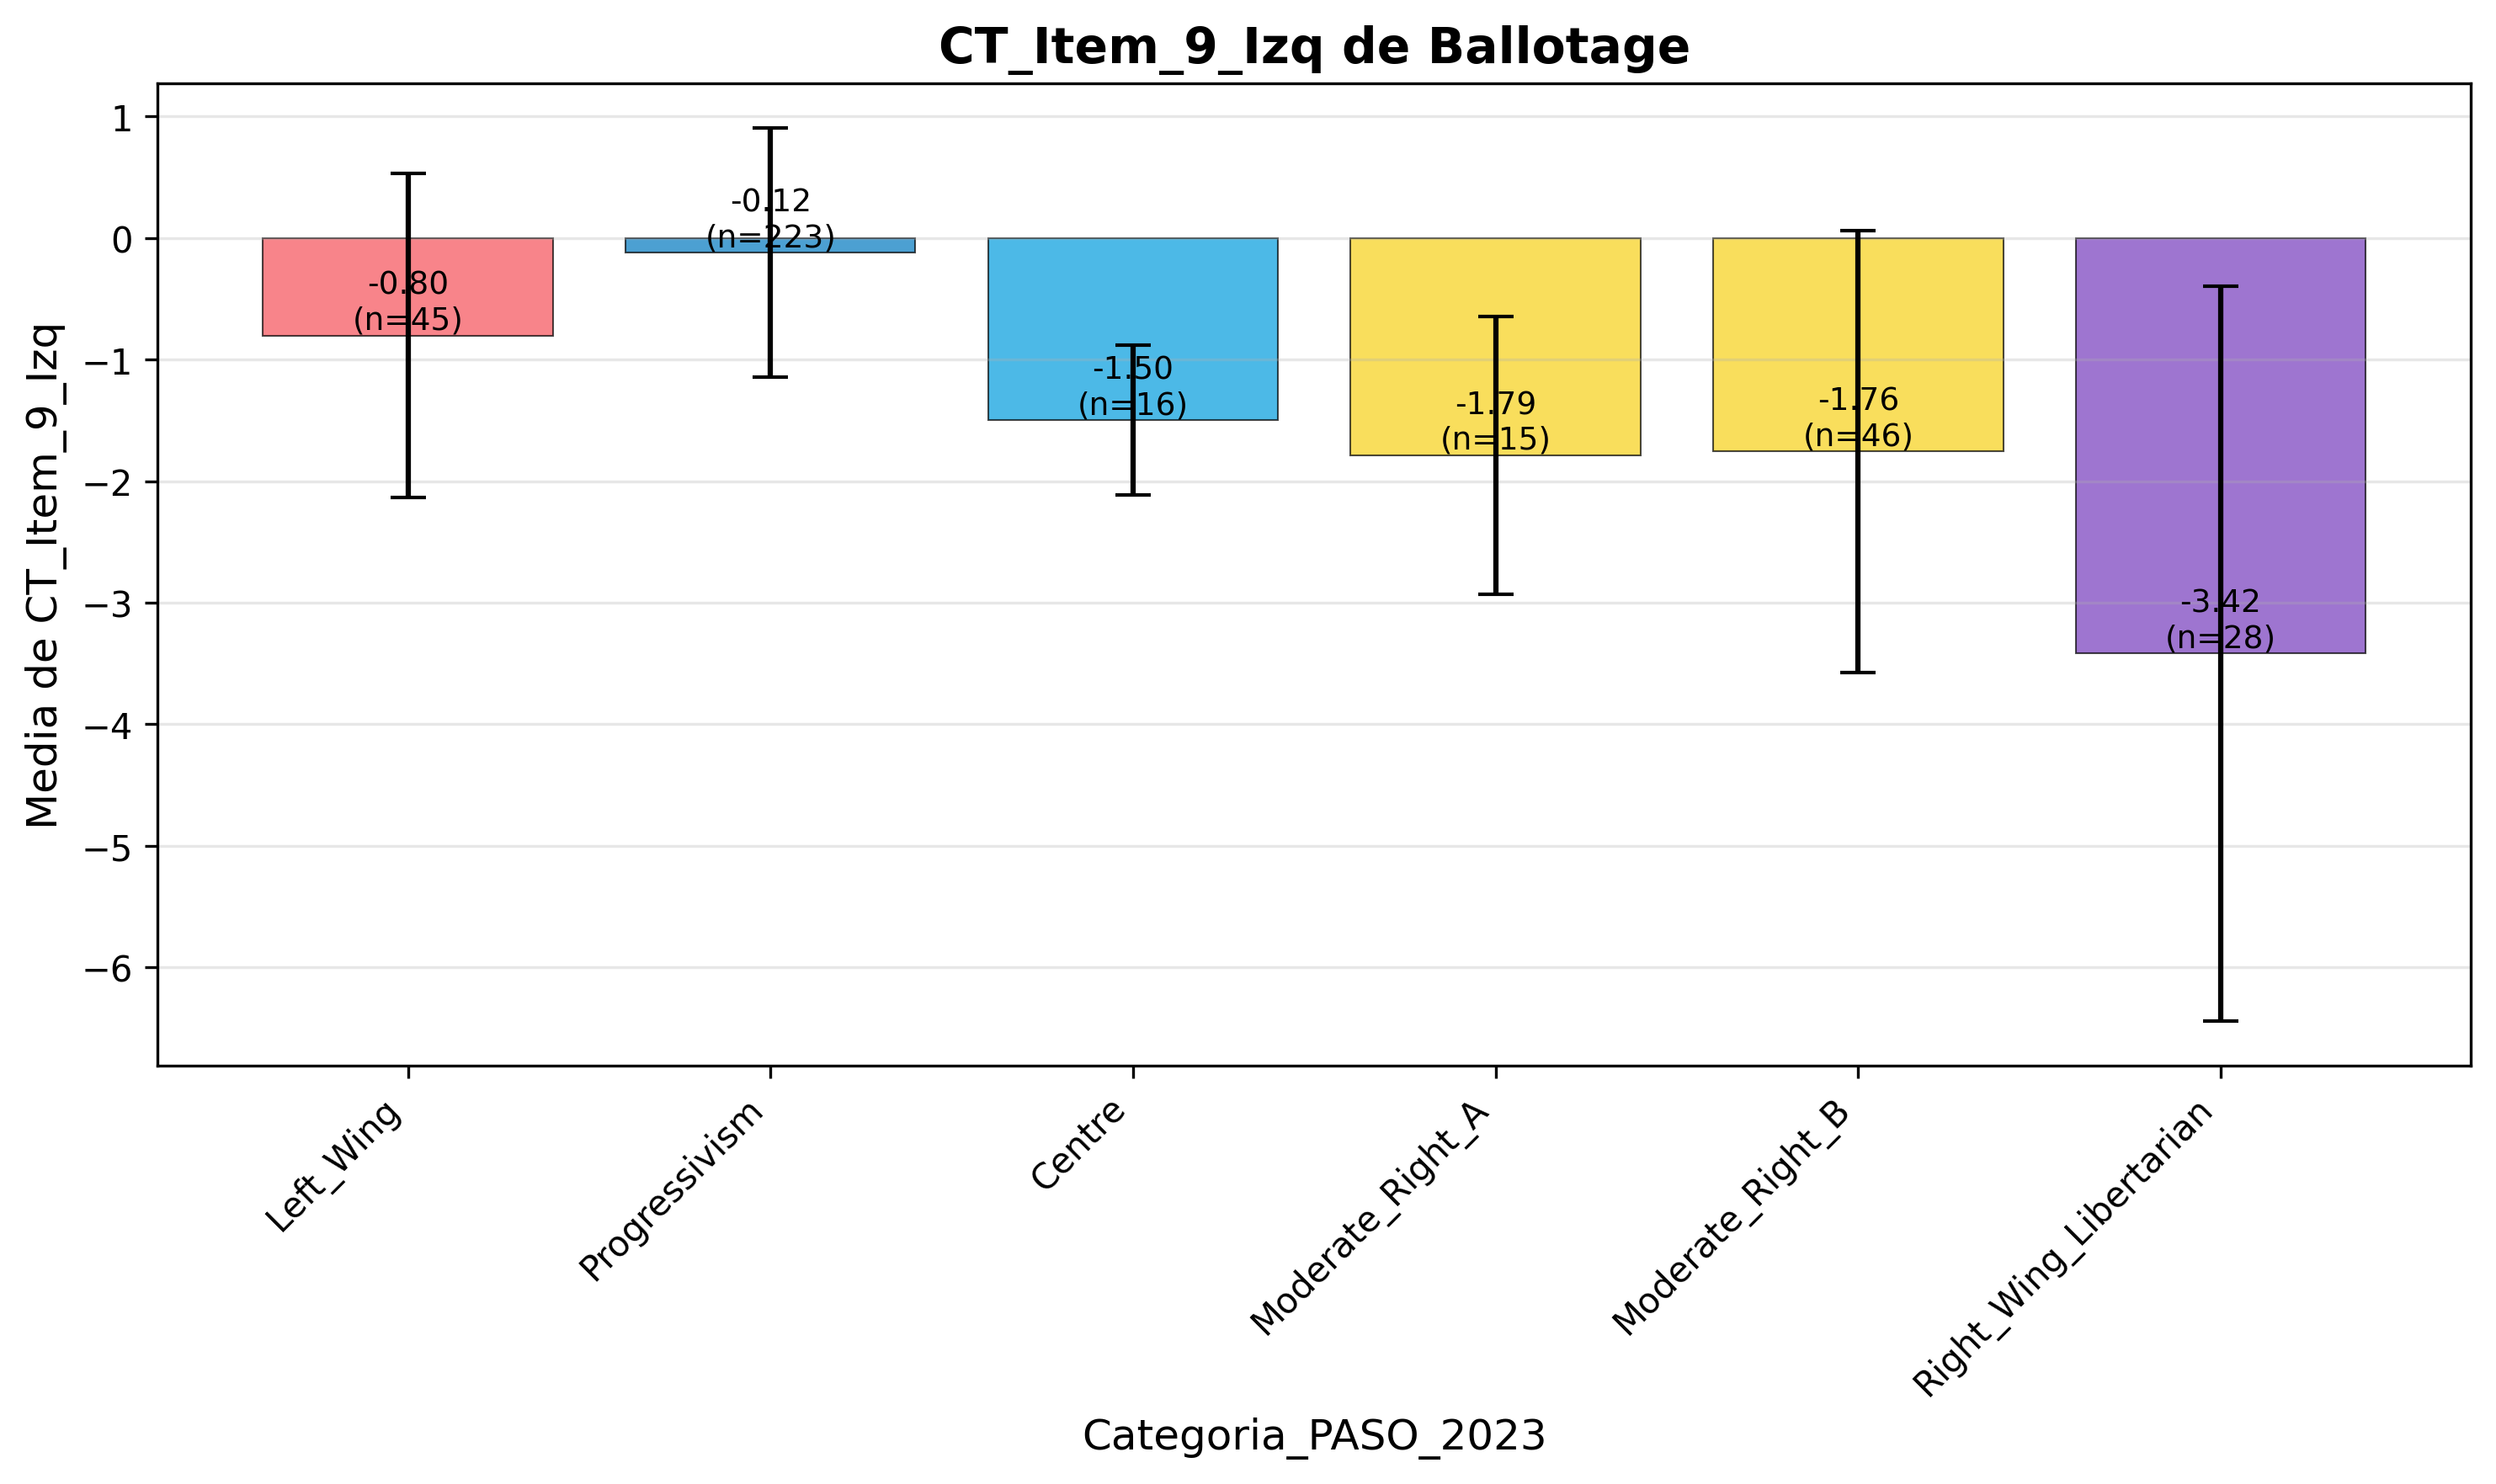 CT_Item_9_Izq de Ballotage
Media de CT_Item_9_Izq
1
0
−1
−2
−3
−4
−5
−6
-0.80
(n=45)
-0.12
(n=223)
-1.50
(n=16)
-1.79
(n=15)
-1.76
(n=46)
-3.42
(n=28)
Left_Wing
Progressivism
Centre
Moderate_Right_A
Moderate_Right_B
Right_Wing_Libertarian
Categoria_PASO_2023